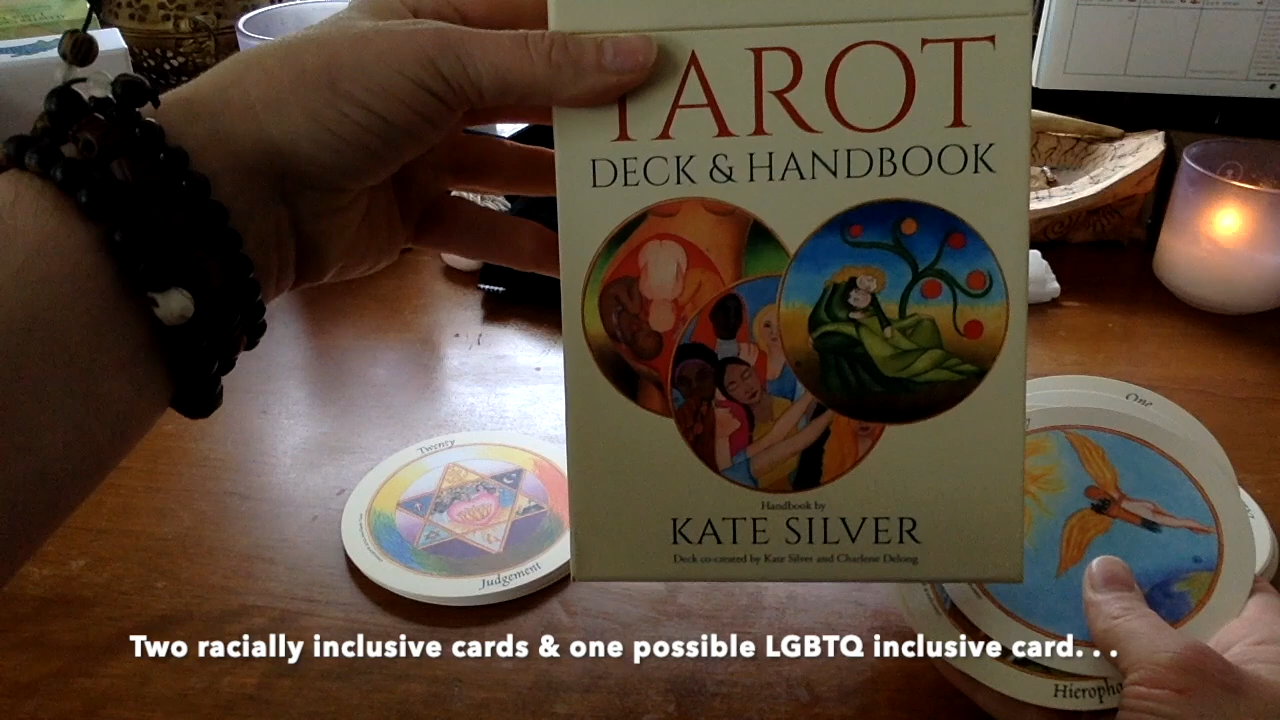 TAROT
DECK & HANDBOOK
Handbook by
KATE SILVER
Deck co-created by Kate Silver and Charlene Delong
Twenty
Judgement
One
Two racially inclusive cards & one possible LGBTQ inclusive card. . .